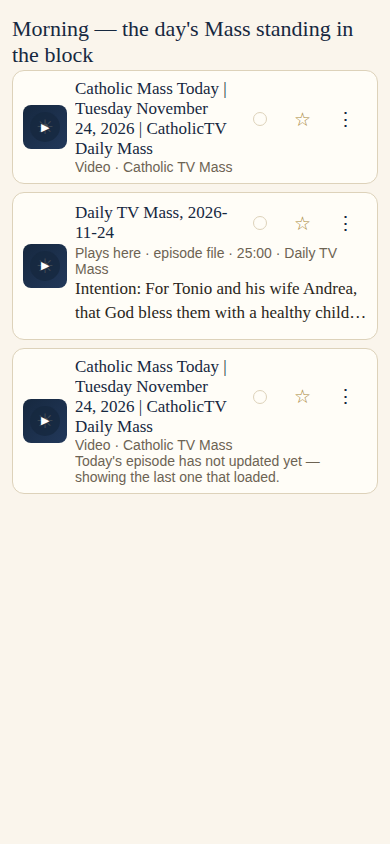 Morning — the day's Mass standing in
the block
Catholic Mass Today |
Tuesday November
24, 2026 | CatholicTV
Daily Mass
Video · Catholic TV Mass
Daily TV Mass, 2026-
11-24
Plays here · episode file · 25:00 · Daily TV
Mass
Intention: For Tonio and his wife Andrea,
that God bless them with a healthy child…
Catholic Mass Today |
Tuesday November
24, 2026 | CatholicTV
Daily Mass
Video · Catholic TV Mass
Today's episode has not updated yet —
showing the last one that loaded.